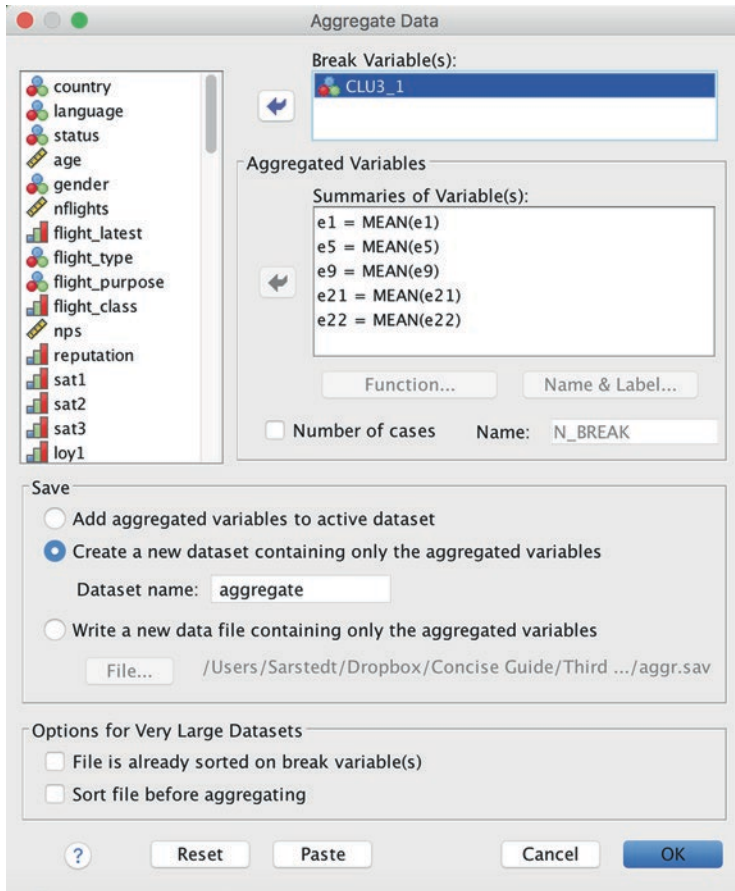 Aggregate Data
country
language
status
age
gender
nflights
flight_latest
flight_type
flight_purpose
flight_class
nps
reputation
sat1
sat2
sat3
loy1
Break Variable(s):
CLU3_1
Aggregated Variables
Summaries of Variable(s):
e1 = MEAN(e1)
e5 = MEAN(e5)
e9 = MEAN(e9)
e21 = MEAN(e21)
e22 = MEAN(e22)
Function... Name & Label...
Number of cases Name: N_BREAK
Save
Add aggregated variables to active dataset
Create a new dataset containing only the aggregated variables
Dataset name: aggregate
Write a new data file containing only the aggregated variables
File... /Users/Sarstedt/Dropbox/Concise Guide/Third .../aggr.sav
Options for Very Large Datasets
File is already sorted on break variable(s)
Sort file before aggregating
? Reset Paste Cancel OK